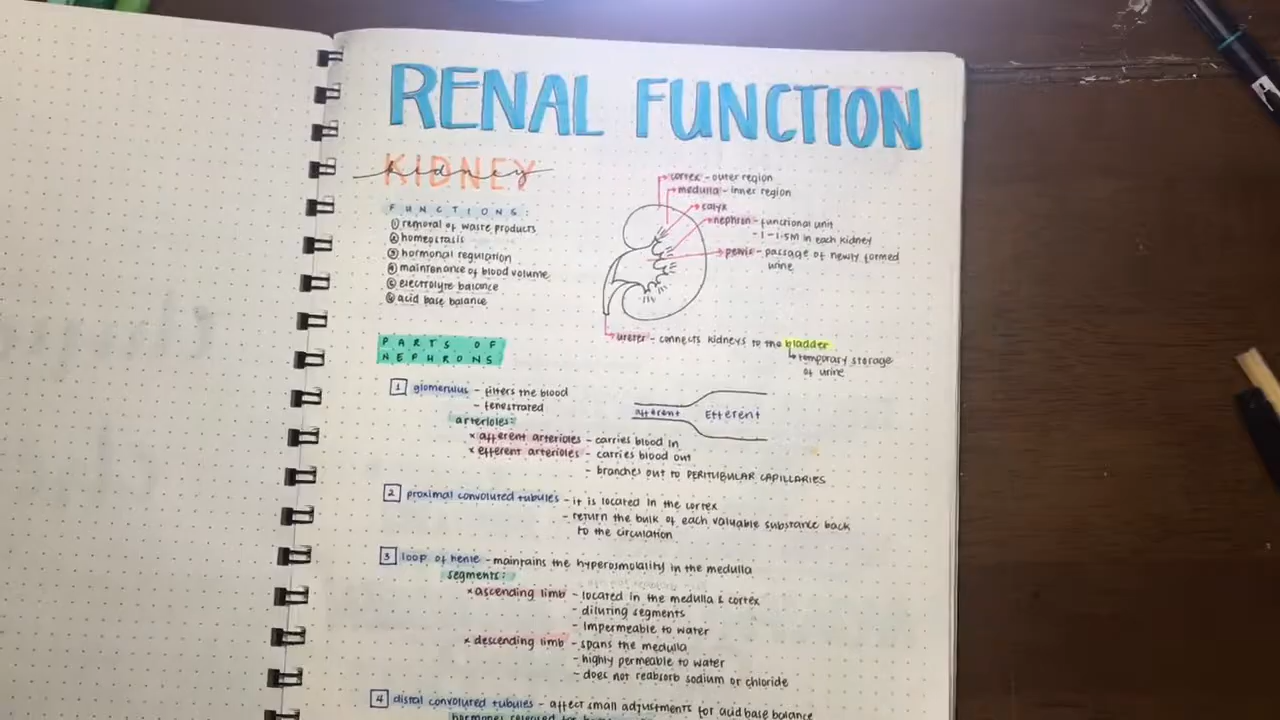 RENAL FUNCTION
KIDNEY
kidney
FUNCTIONS:
① removal of waste products
② homeostasis
③ hormonal regulation
④ maintenance of blood volume
⑤ electrolyte balance
⑥ acid base balance
cortex - outer region
medulla - inner region
calyx
nephron - functional unit
- 1-1.5M in each kidney
pelvis - passage of newly formed
urine
ureter - connects kidneys to the bladder
temporary storage
of urine
PARTS OF
NEPHRONS
1 glomerulus - filters the blood
- fenestrated
arterioles:
× afferent arterioles - carries blood in
× efferent arterioles - carries blood out
- branches out to PERITUBULAR CAPILLARIES
afferent Efferent
2 proximal convoluted tubules - it is located in the cortex
- return the bulk of each valuable substance back
to the circulation
3 loop of henle - maintains the hyperosmolality in the medulla
segments:
× ascending limb - located in the medulla & cortex
- diluting segments
- impermeable to water
× descending limb - spans the medulla
- highly permeable to water
- does not reabsorb sodium or chloride
4 distal convoluted tubules - affect small adjustments for acid base balance